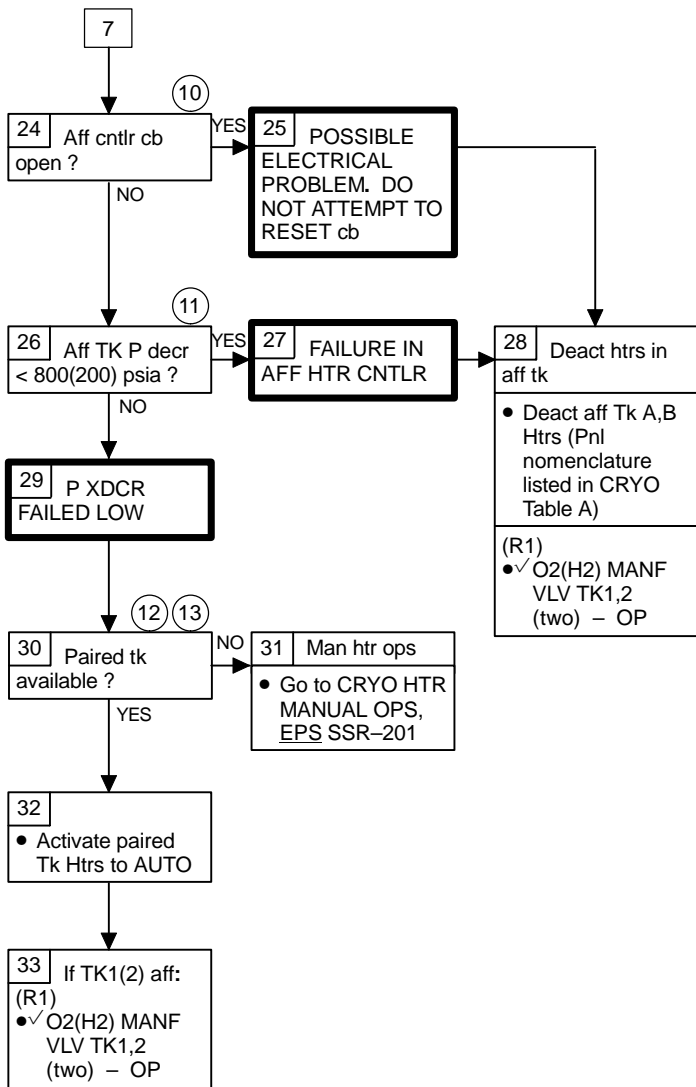 7
10
24 Aff cntlr cb
open ?
YES
NO
25 POSSIBLE
ELECTRICAL
PROBLEM. DO
NOT ATTEMPT TO
RESET cb
11
26 Aff TK P decr
< 800(200) psia ?
YES
NO
27 FAILURE IN
AFF HTR CNTLR
28 Deact htrs in
aff tk
• Deact aff Tk A,B
Htrs (Pnl
nomenclature
listed in CRYO
Table A)
(R1)
•√ O2(H2) MANF
VLV TK1,2
(two) – OP
29 P XDCR
FAILED LOW
12 13
30 Paired tk
available ?
NO
YES
31 Man htr ops
• Go to CRYO HTR
MANUAL OPS,
EPS SSR–201
32
• Activate paired
Tk Htrs to AUTO
33 If TK1(2) aff:
(R1)
•√ O2(H2) MANF
VLV TK1,2
(two) – OP